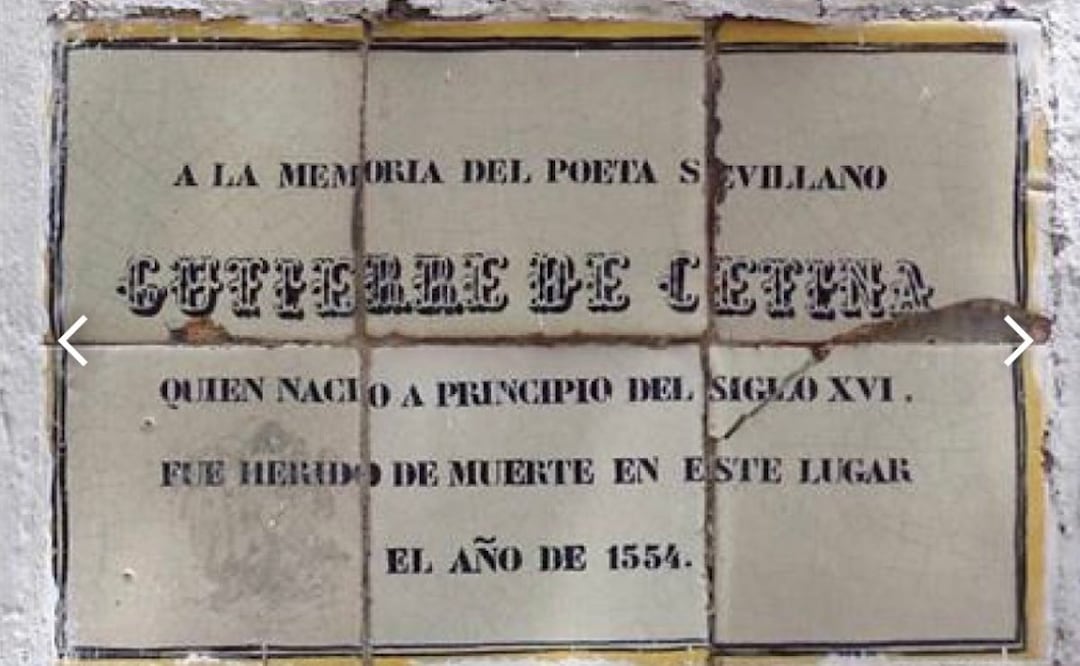 A LA MEMORIA DEL POETA SEVILLANO
GUTIERRE DE CETINA
QUIEN NACIO A PRINCIPIO DEL SIGLO XVI.
FUE HERIDO DE MUERTE EN ESTE LUGAR
EL AÑO DE 1554.